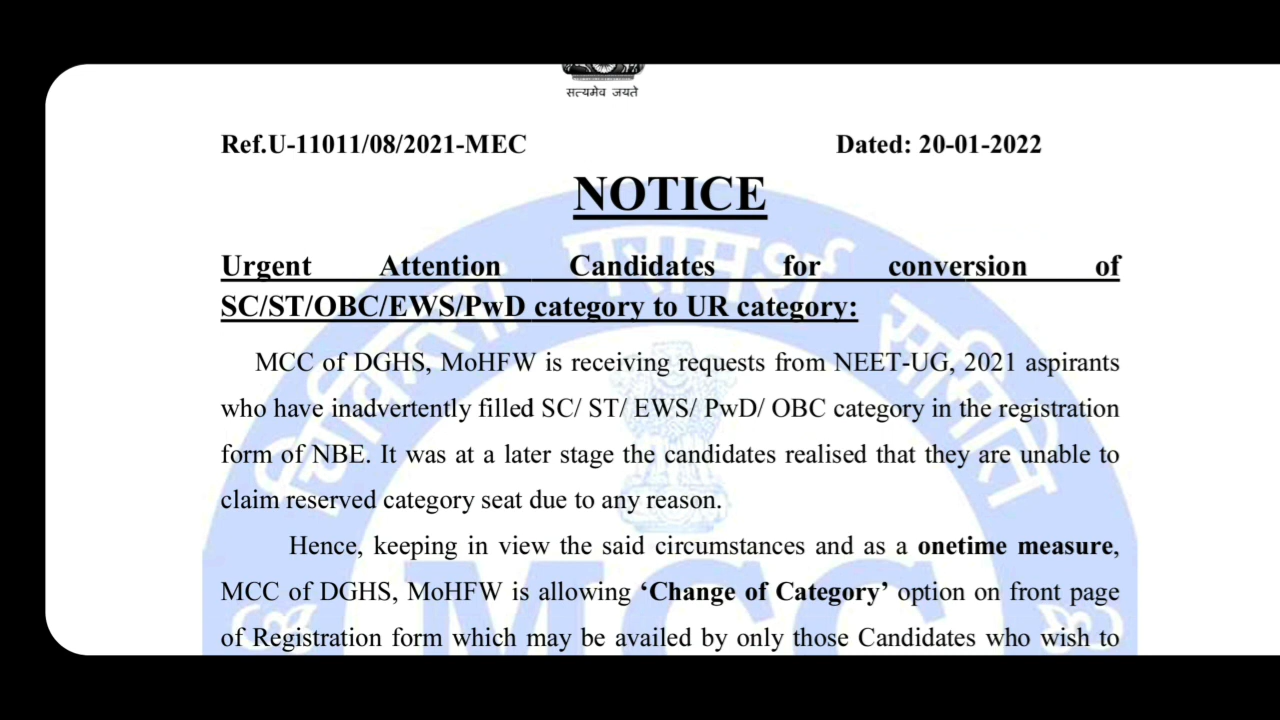 सत्यमेव जयते
Ref.U-11011/08/2021-MEC Dated: 20-01-2022
NOTICE
Urgent Attention Candidates for conversion of
SC/ST/OBC/EWS/PwD category to UR category:
MCC of DGHS, MoHFW is receiving requests from NEET-UG, 2021 aspirants
who have inadvertently filled SC/ ST/ EWS/ PwD/ OBC category in the registration
form of NBE. It was at a later stage the candidates realised that they are unable to
claim reserved category seat due to any reason.
Hence, keeping in view the said circumstances and as a onetime measure,
MCC of DGHS, MoHFW is allowing ‘Change of Category’ option on front page
of Registration form which may be availed by only those Candidates who wish to
चिकित्सा परामर्श समिति
MCC